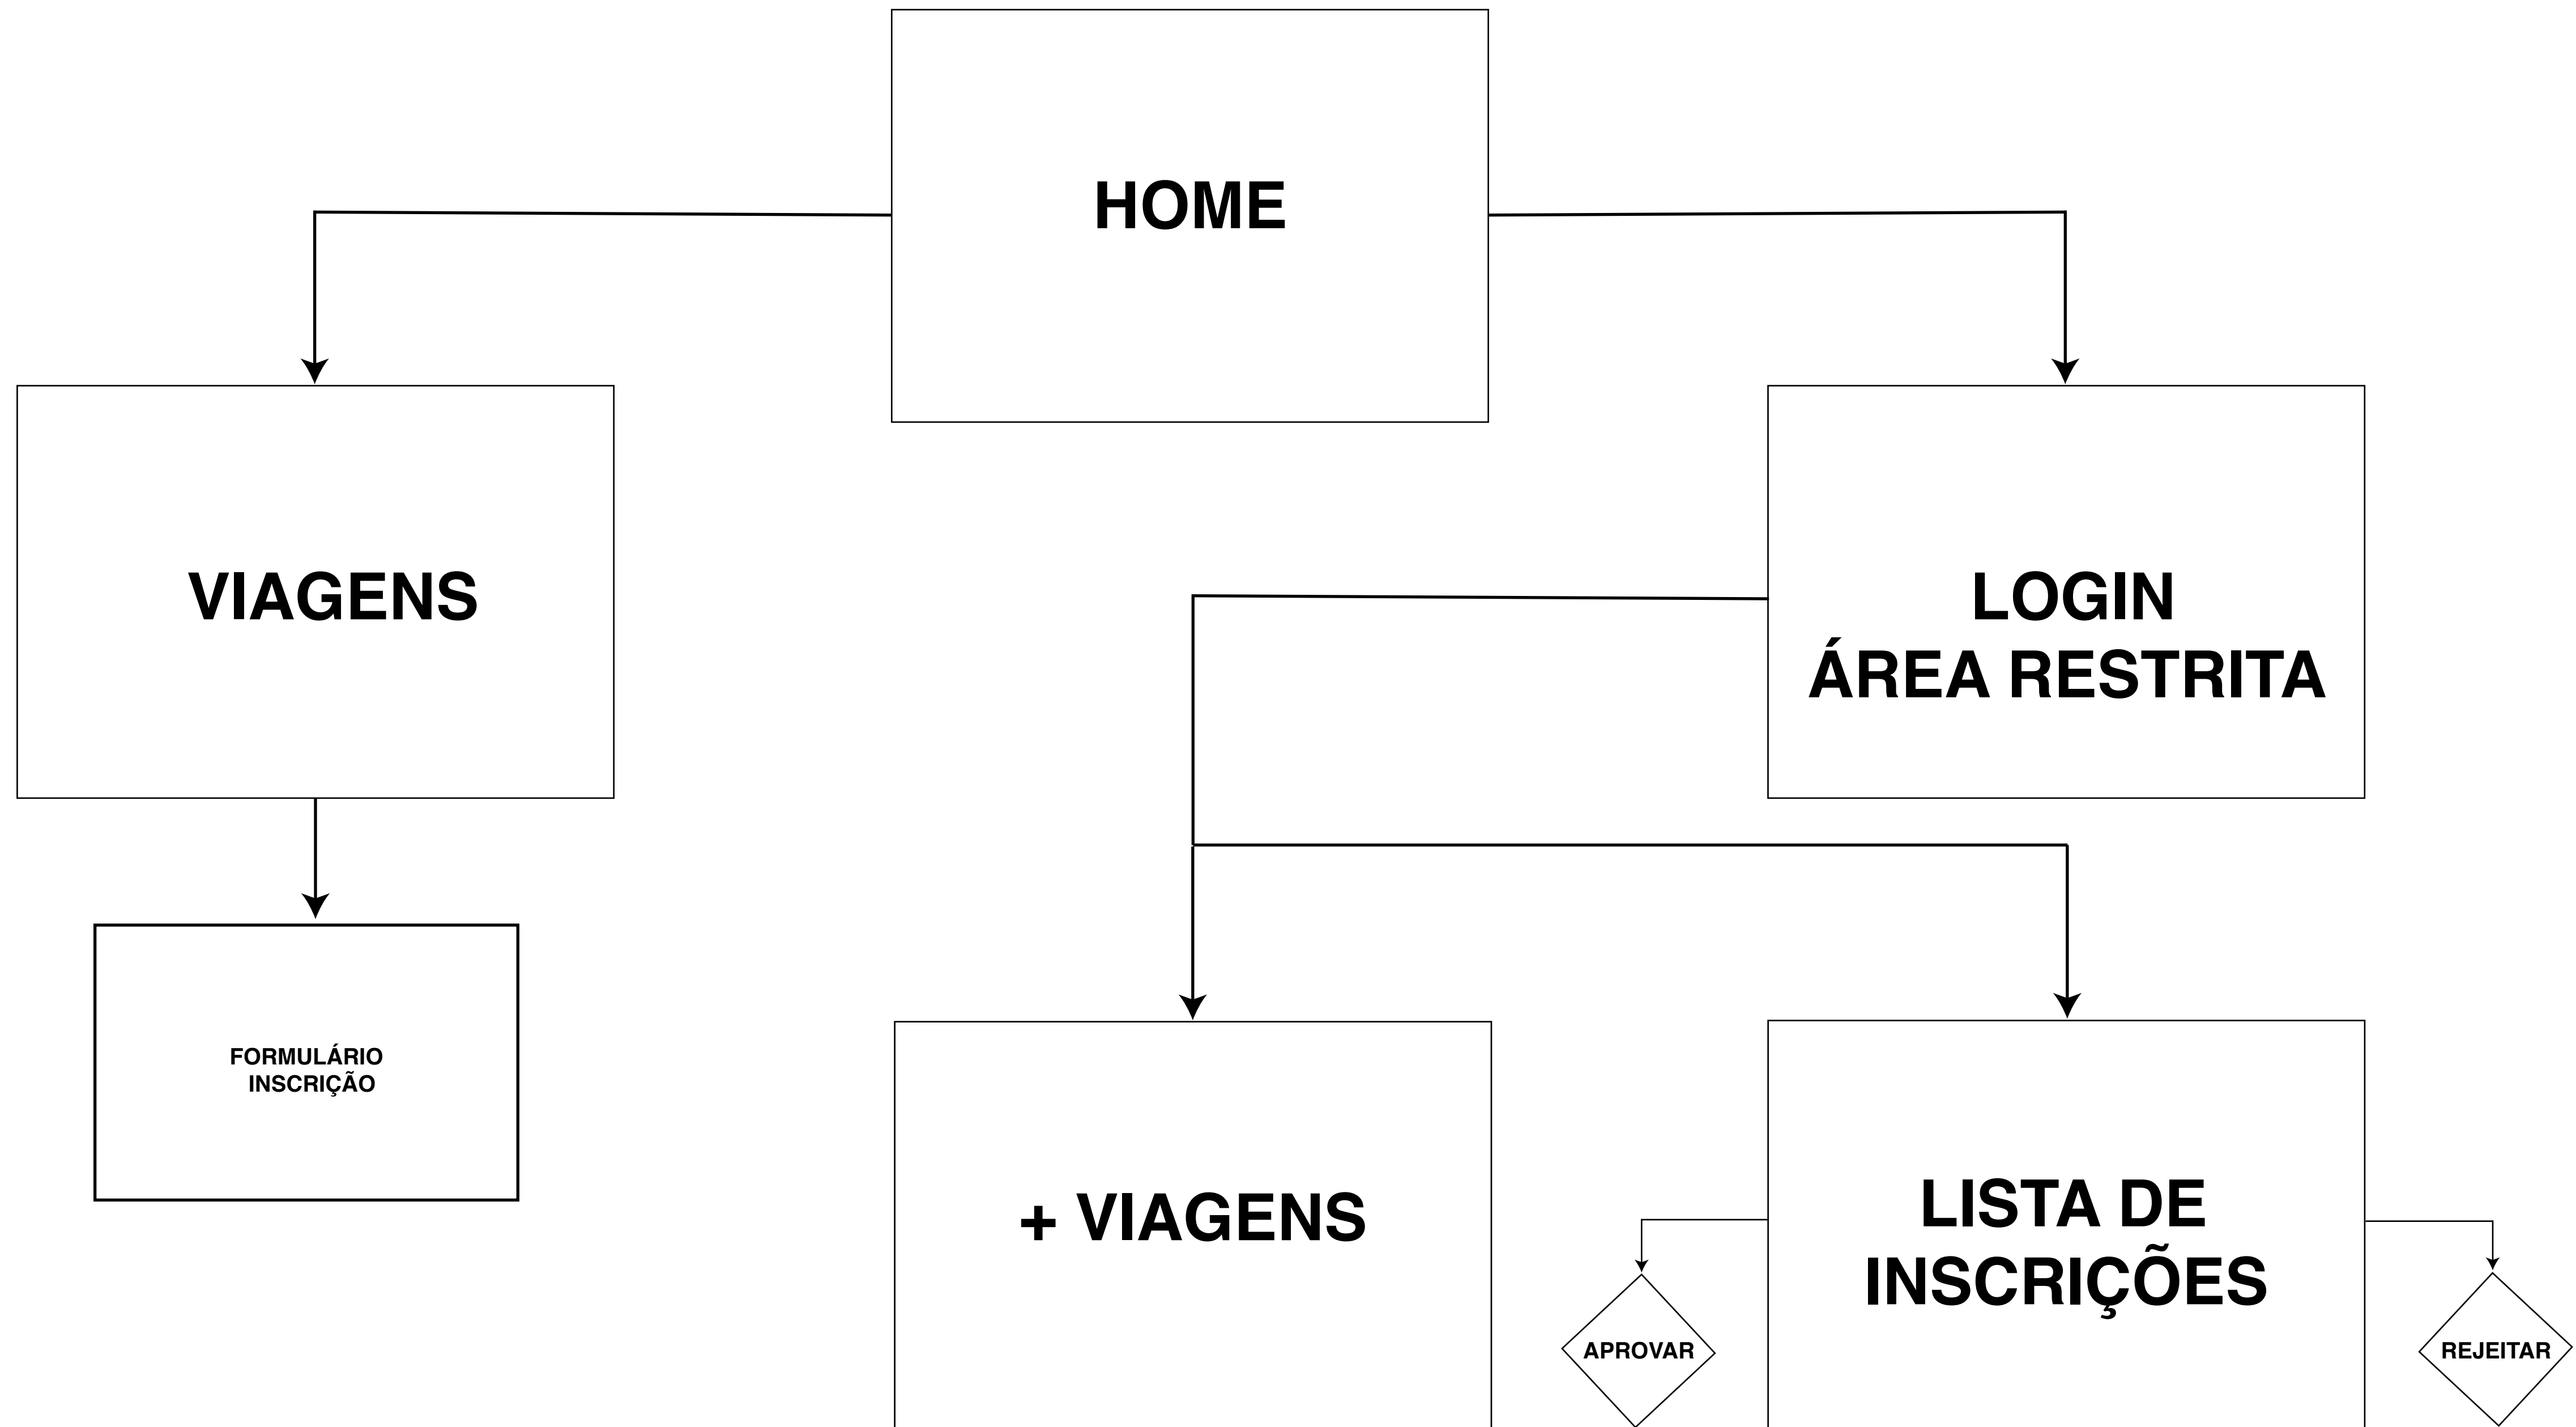 HOME
VIAGENS
LOGIN
ÁREA RESTRITA
FORMULÁRIO
INSCRIÇÃO
+ VIAGENS
LISTA DE
INSCRIÇÕES
APROVAR
REJEITAR